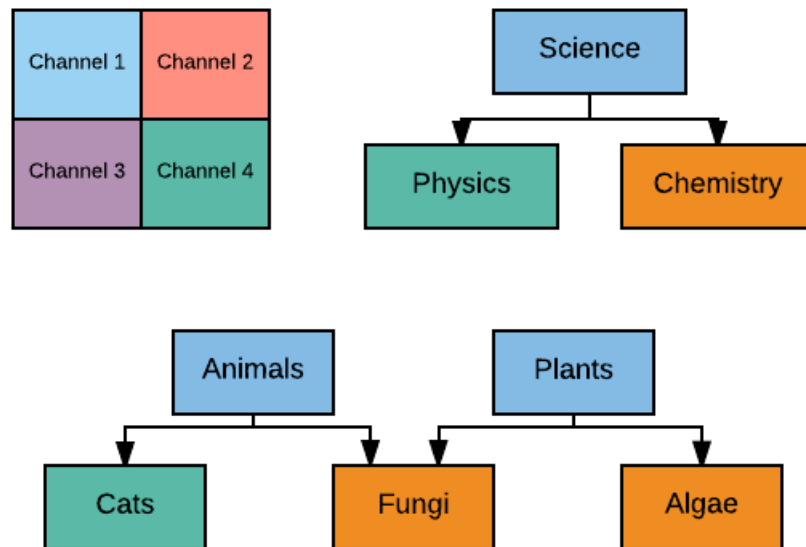 Channel 1
Channel 2
Channel 3
Channel 4
Science
Physics
Chemistry
Animals
Plants
Cats
Fungi
Algae